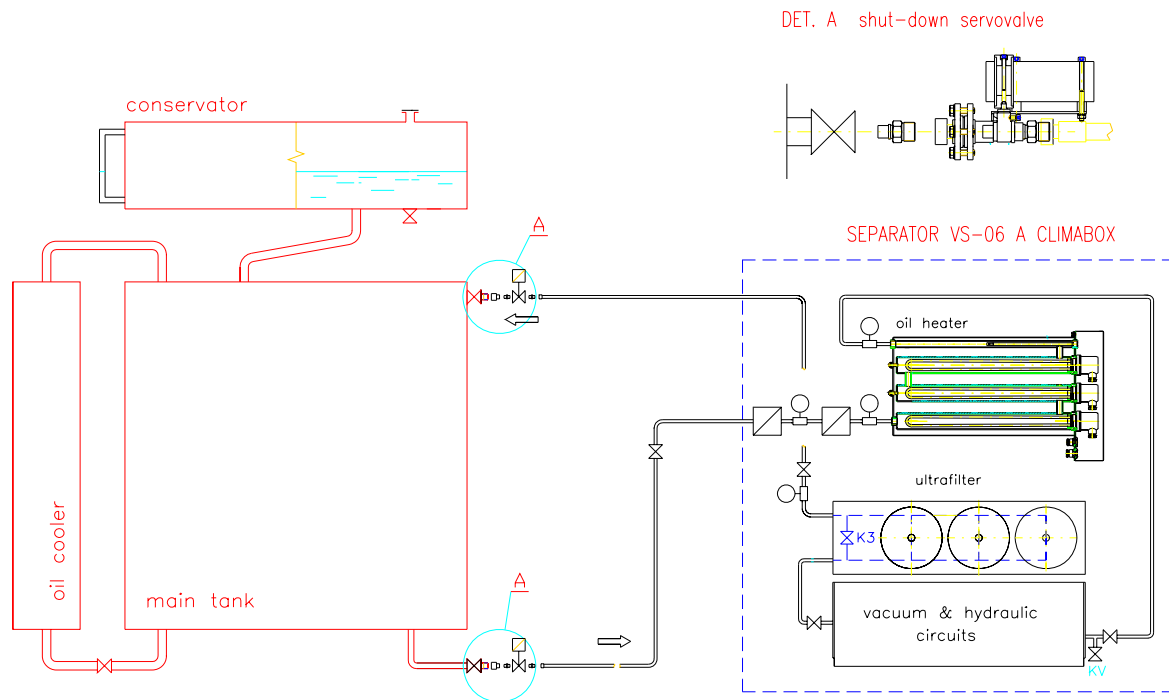 DET. A shut-down servovalve
conservator
A
SEPARATOR VS-06 A CLIMABOX
oil heater
ultrafilter
K3
oil cooler
main tank
A
vacuum & hydraulic
circuits
KV